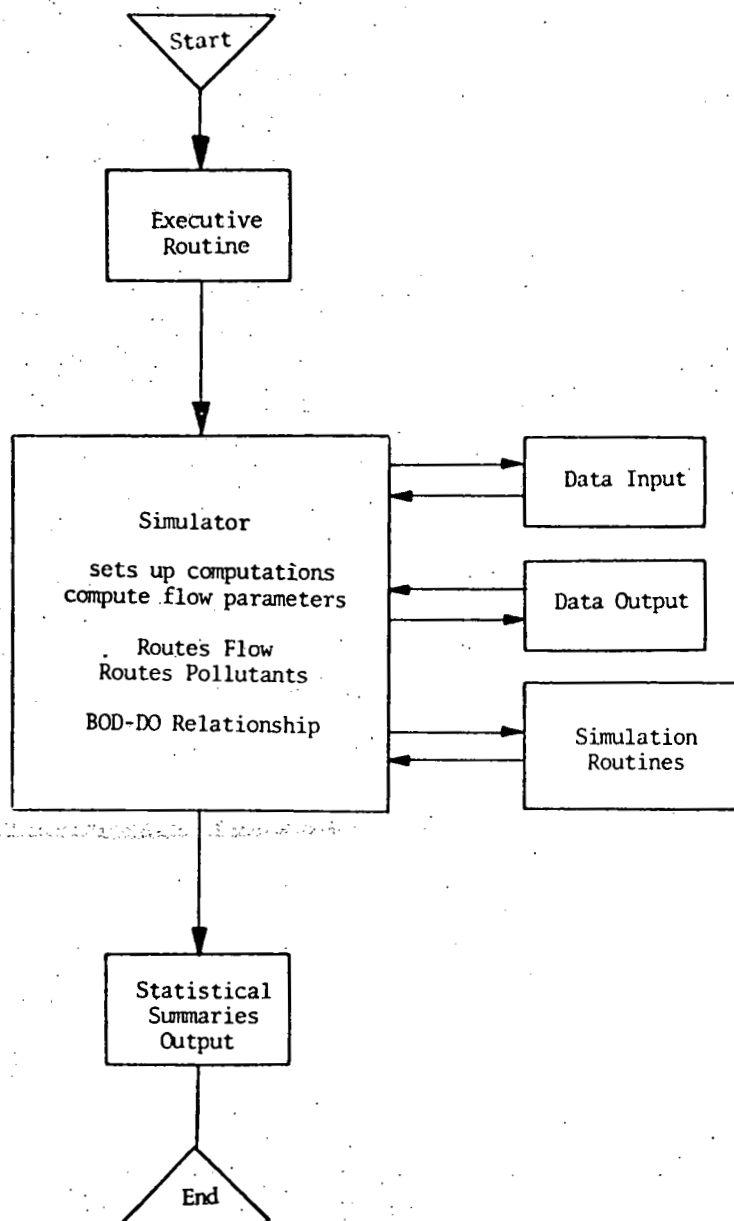 Start
Executive
Routine
Simulator
sets up computations
compute flow parameters
Routes Flow
Routes Pollutants
BOD-DO Relationship
Data Input
Data Output
Simulation
Routines
Statistical
Summaries
Output
End